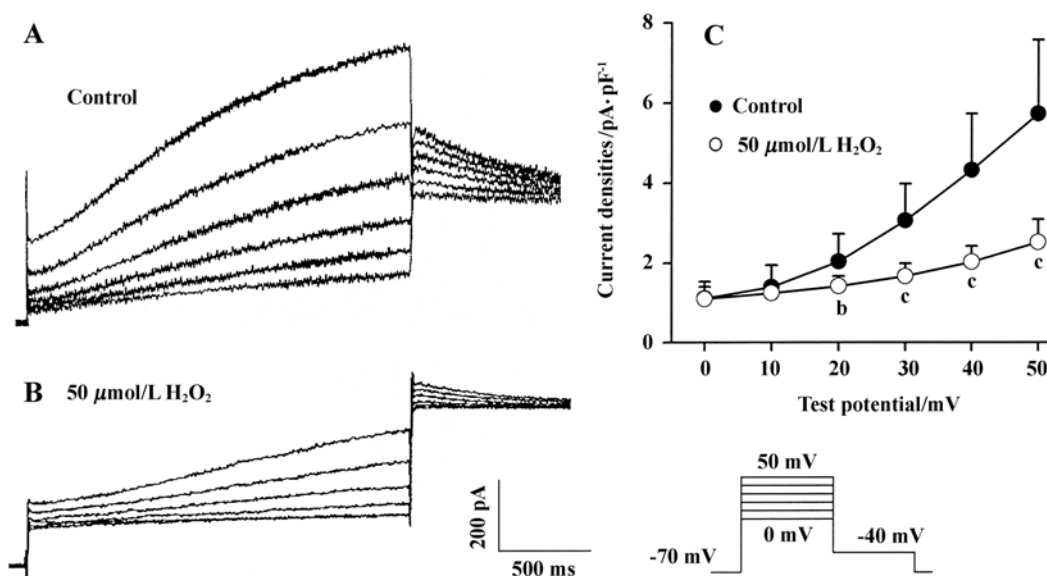 A
Control
B
50 μmol/L H₂O₂
200 pA
500 ms
C
Current densities/pA·pF⁻¹
8
6
4
2
0
Control
50 μmol/L H₂O₂
b
c
c
c
0 10 20 30 40 50
Test potential/mV
50 mV
0 mV
-40 mV
-70 mV